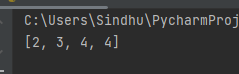 C:\Users\Sindhu\PycharmProj
[2, 3, 4, 4]